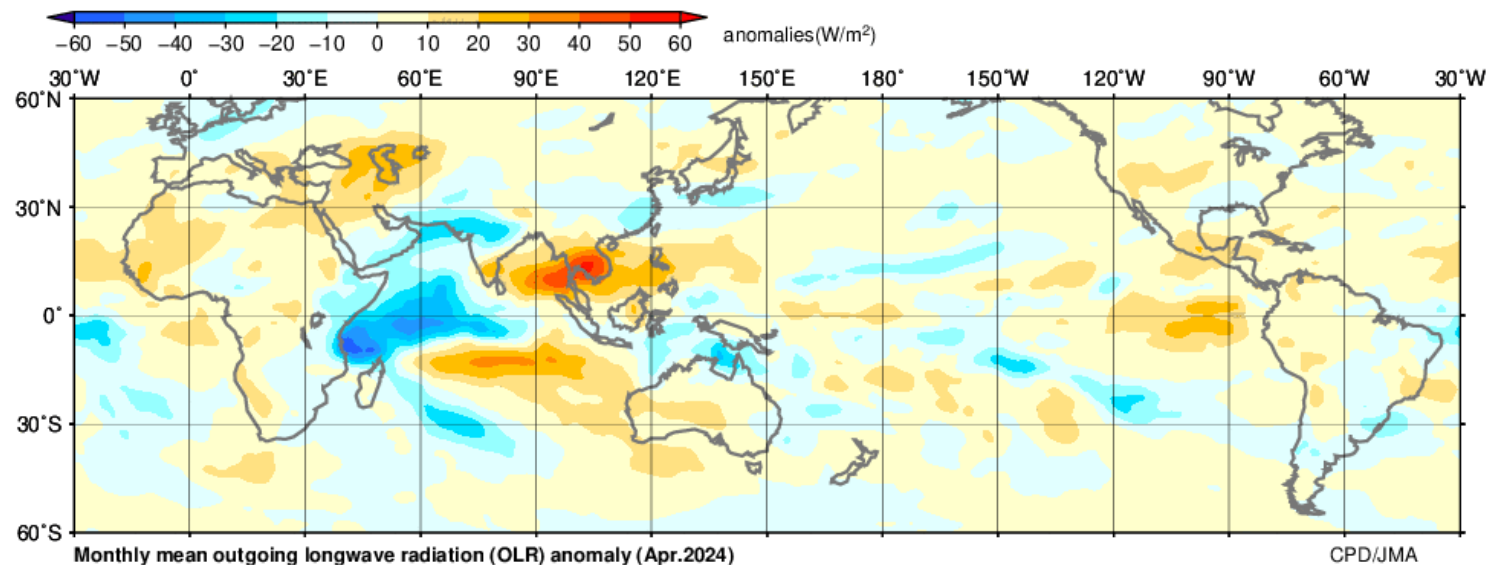 −60 −50 −40 −30 −20 −10 0 10 20 30 40 50 60 anomalies(W/m²)
30˚W 0˚ 30˚E 60˚E 90˚E 120˚E 150˚E 180˚ 150˚W 120˚W 90˚W 60˚W 30˚W
60˚N
30˚N
0˚
30˚S
60˚S
Monthly mean outgoing longwave radiation (OLR) anomaly (Apr.2024) CPD/JMA